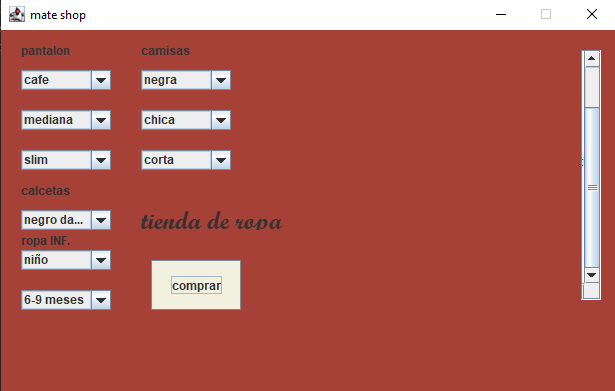 mate shop
pantalon camisas
cafe negra
mediana chica
slim corta
calcetas
negro da...
tienda de ropa
ropa INF.
niño
comprar
6-9 meses